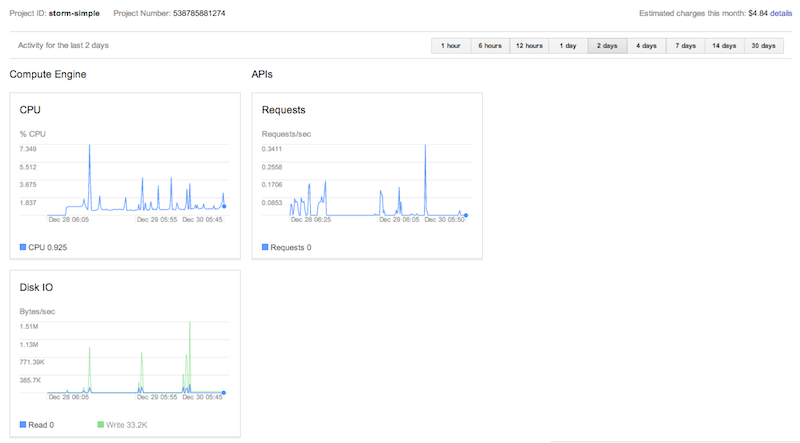 Project ID: storm-simple Project Number: 538785881274 Estimated charges this month: $4.84 details
Activity for the last 2 days 1 hour 6 hours 12 hours 1 day 2 days 4 days 7 days 14 days 30 days
Compute Engine APIs
CPU
% CPU
7.349
5.512
3.675
1.837
Dec 28 06:05 Dec 29 05:55 Dec 30 05:45
CPU 0.925
Requests
Requests/sec
0.3411
0.2558
0.1706
0.0853
Dec 28 06:25 Dec 29 06:05 Dec 30 05:50
Requests 0
Disk IO
Bytes/sec
1.51M
1.13M
771.39K
385.7K
Dec 28 06:05 Dec 29 05:55 Dec 30 05:45
Read 0 Write 33.2K